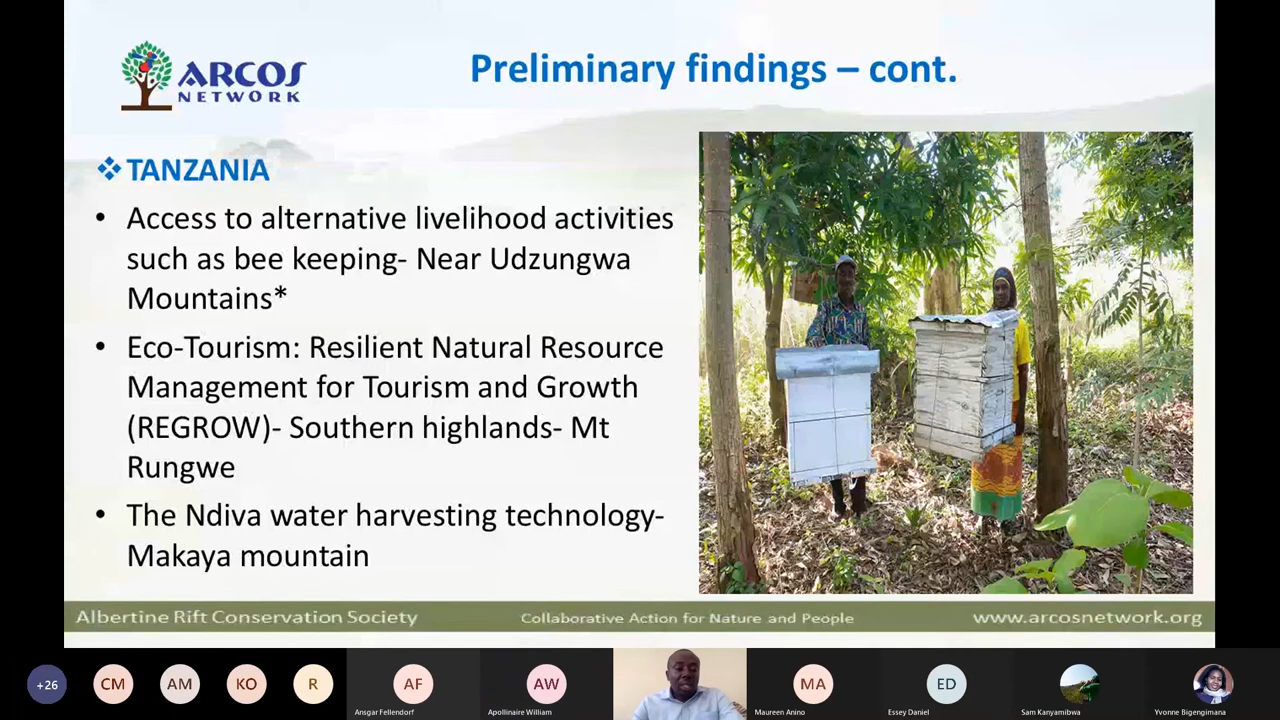 ARCOS
NETWORK
Preliminary findings – cont.
❖TANZANIA
• Access to alternative livelihood activities
such as bee keeping- Near Udzungwa
Mountains*
• Eco-Tourism: Resilient Natural Resource
Management for Tourism and Growth
(REGROW)- Southern highlands- Mt
Rungwe
• The Ndiva water harvesting technology-
Makaya mountain
Albertine Rift Conservation Society
Collaborative Action for Nature and People
www.arcosnetwork.org
+26
CM
AM
KO
R
AF
AW
MA
ED
Ansgar Fellendorf
Apollinaire William
Maureen Anino
Essey Daniel
Sam Kanyamibwa
Yvonne Bigengimana